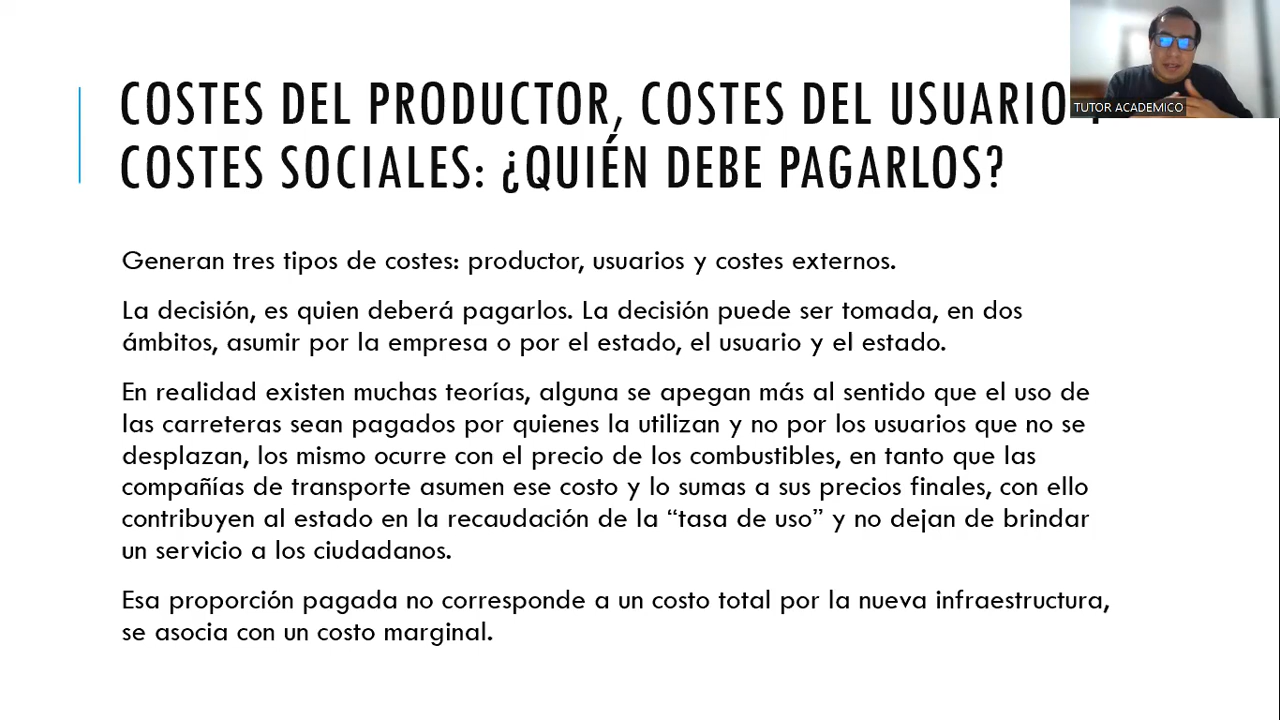 COSTES DEL PRODUCTOR, COSTES DEL USUARIO
COSTES SOCIALES: ¿QUIÉN DEBE PAGARLOS?
TUTOR ACADEMICO
Generan tres tipos de costes: productor, usuarios y costes externos.
La decisión, es quien deberá pagarlos. La decisión puede ser tomada, en dos
ámbitos, asumir por la empresa o por el estado, el usuario y el estado.
En realidad existen muchas teorías, alguna se apegan más al sentido que el uso de
las carreteras sean pagados por quienes la utilizan y no por los usuarios que no se
desplazan, los mismo ocurre con el precio de los combustibles, en tanto que las
compañías de transporte asumen ese costo y lo sumas a sus precios finales, con ello
contribuyen al estado en la recaudación de la “tasa de uso” y no dejan de brindar
un servicio a los ciudadanos.
Esa proporción pagada no corresponde a un costo total por la nueva infraestructura,
se asocia con un costo marginal.